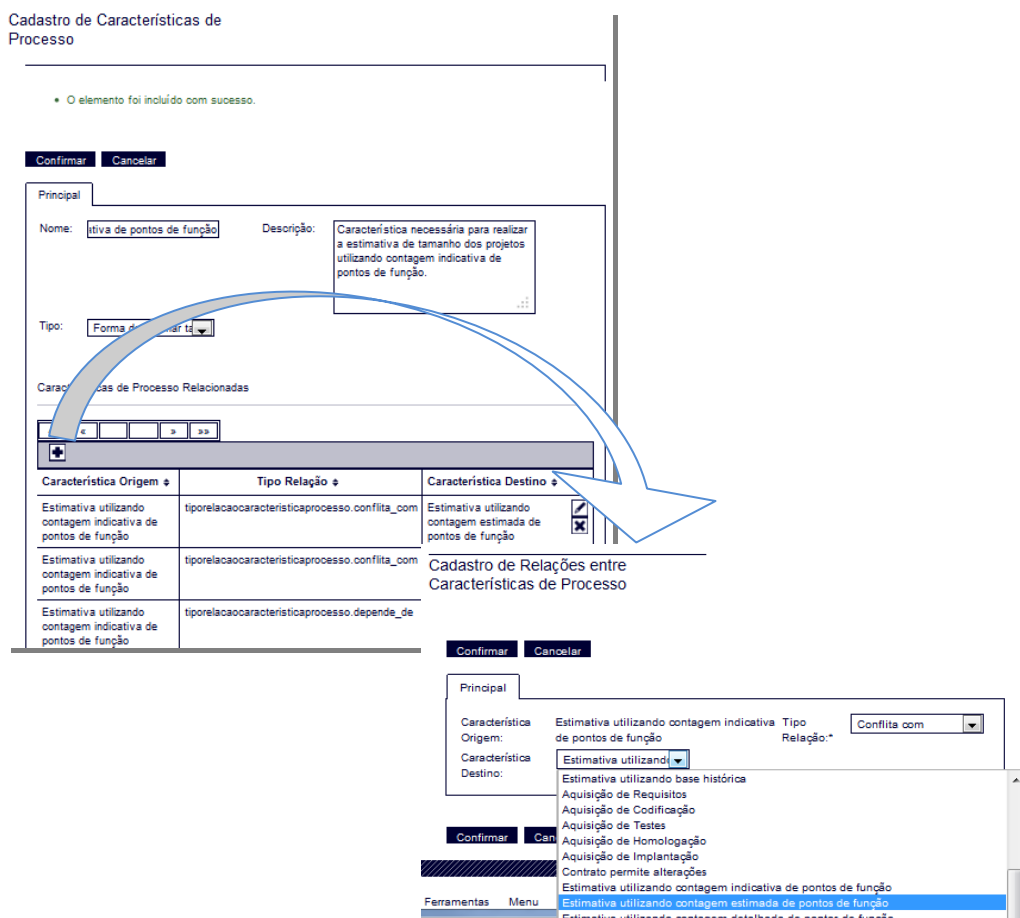 Cadastro de Características de
Processo
O elemento foi incluído com sucesso.
Confirmar Cancelar
Principal
Nome: ativa de pontos de função Descrição: Característica necessária para realizar
a estimativa de tamanho dos projetos
utilizando contagem indicativa de
pontos de função.
Tipo: Forma ta
de Processo Relacionadas
« » »»
Característica Origem Tipo Relação Característica Destino
Estimativa utilizando tiporelacaocaracteristicaprocesso.conflita_com Estimativa utilizando
contagem indicativa de contagem estimada de
pontos de função pontos de função
Estimativa utilizando tiporelacaocaracteristicaprocesso.conflita_com
contagem indicativa de
pontos de função
Estimativa utilizando tiporelacaocaracteristicaprocesso.depende_de
contagem indicativa de
pontos de função
Cadastro de Relações entre
Características de Processo
Confirmar Cancelar
Principal
Característica Estimativa utilizando contagem indicativa Tipo Conflita com
Origem: de pontos de função Relação:*
Característica Estimativa utilizando
Destino:
Estimativa utilizando base histórica
Aquisição de Requisitos
Aquisição de Codificação
Aquisição de Testes
Confirmar Can Aquisição de Homologação
Aquisição de Implantação
Contrato permite alterações
Estimativa utilizando contagem indicativa de pontos de função
Ferramentas Menu Estimativa utilizando contagem estimada de pontos de função
Estimativa utilizando contagem detalhada de pontos de função